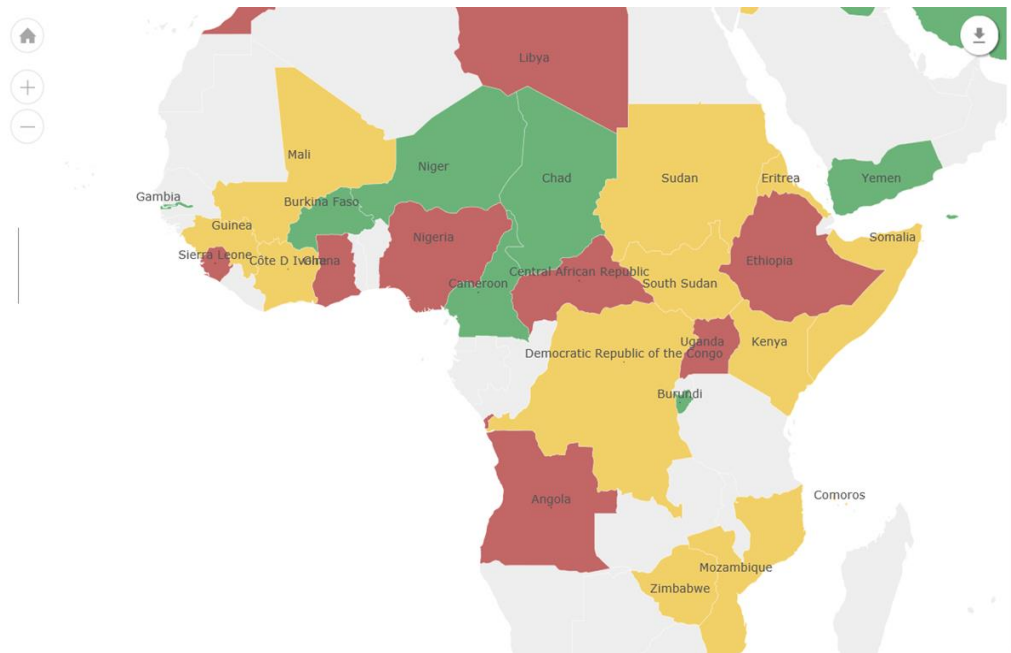 Libya
Mali
Niger
Chad
Sudan
Eritrea
Yemen
Gambia
Burkina Faso
Guinea
Nigeria
Somalia
Sierra Leone
Côte D Ivoire
Ghana
Ethiopia
Central African Republic
Cameroon
South Sudan
Uganda
Kenya
Democratic Republic of the Congo
Burundi
Angola
Comoros
Mozambique
Zimbabwe